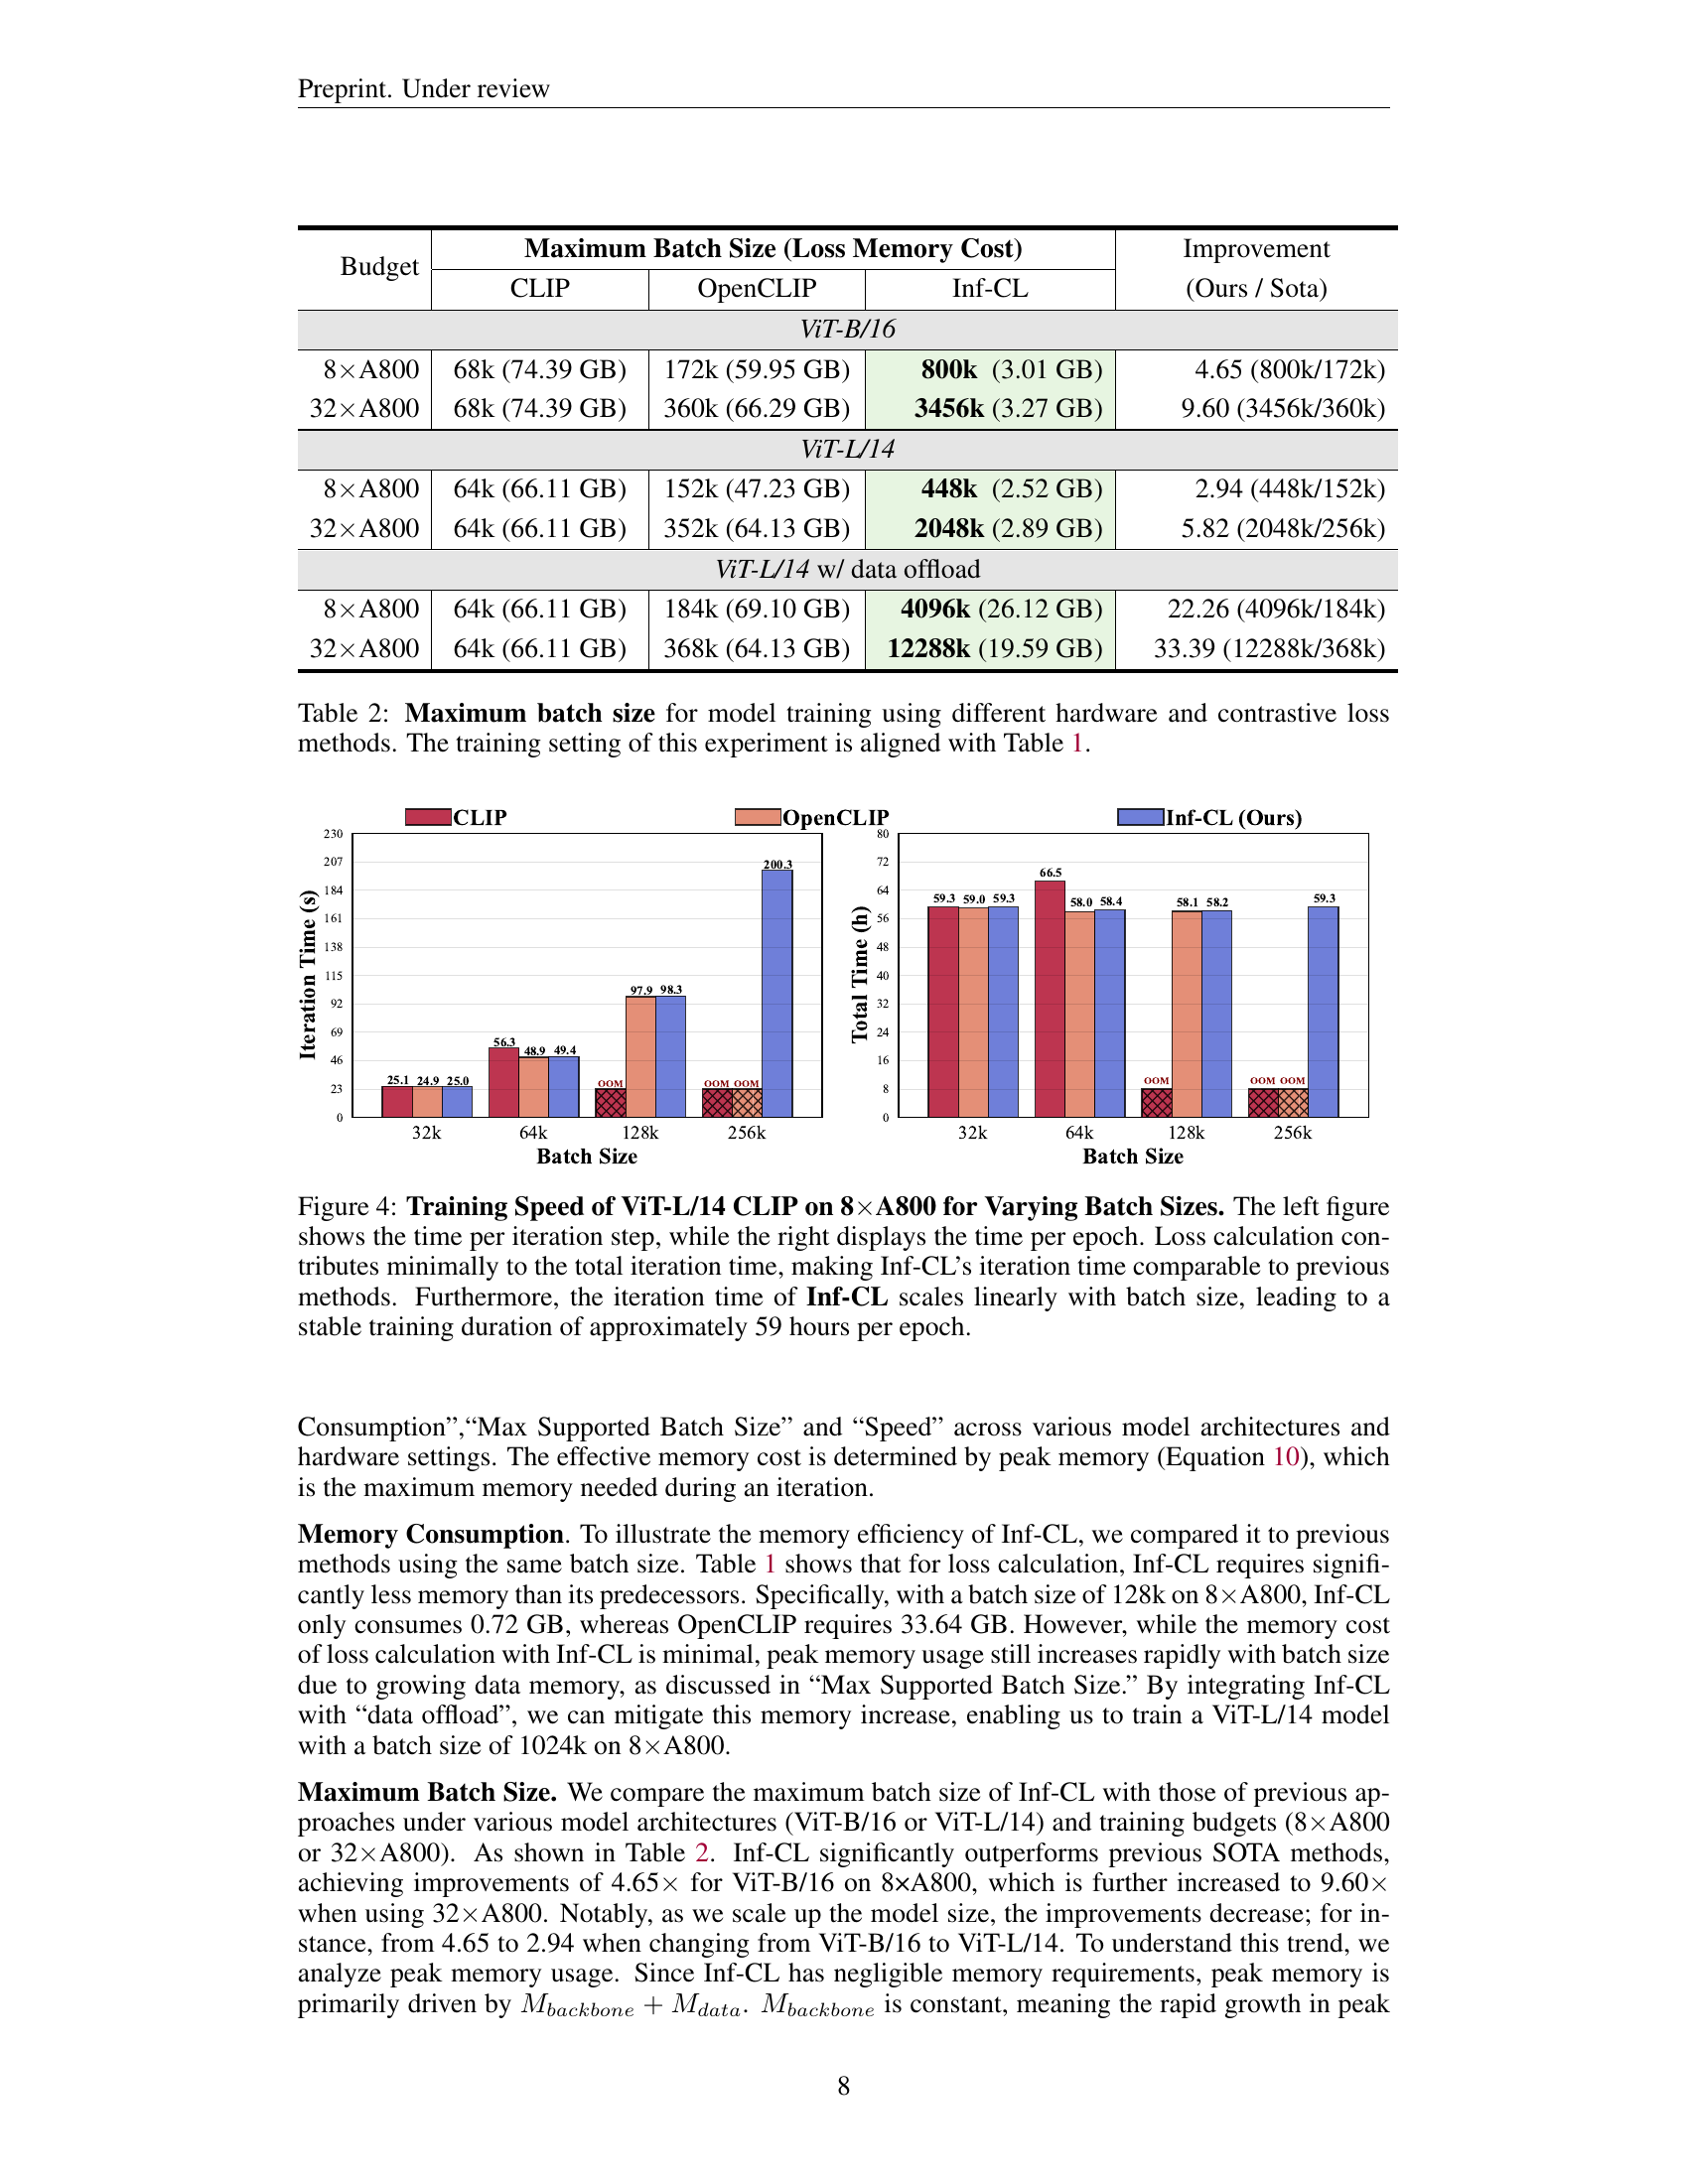 Preprint. Under review
Budget
Maximum Batch Size (Loss Memory Cost)
Improvement
CLIP OpenCLIP Inf-CL (Ours / Sota)
ViT-B/16
8×A800 68k (74.39 GB) 172k (59.95 GB) 800k (3.01 GB) 4.65 (800k/172k)
32×A800 68k (74.39 GB) 360k (66.29 GB) 3456k (3.27 GB) 9.60 (3456k/360k)
ViT-L/14
8×A800 64k (66.11 GB) 152k (47.23 GB) 448k (2.52 GB) 2.94 (448k/152k)
32×A800 64k (66.11 GB) 352k (64.13 GB) 2048k (2.89 GB) 5.82 (2048k/256k)
ViT-L/14 w/ data offload
8×A800 64k (66.11 GB) 184k (69.10 GB) 4096k (26.12 GB) 22.26 (4096k/184k)
32×A800 64k (66.11 GB) 368k (64.13 GB) 12288k (19.59 GB) 33.39 (12288k/368k)
Table 2: Maximum batch size for model training using different hardware and contrastive loss
methods. The training setting of this experiment is aligned with Table 1.
CLIP OpenCLIP Inf-CL (Ours)
Iteration Time (s)
230
207
184
161
138
115
92
69
46
23
0
25.1 24.9 25.0
56.3 48.9 49.4
OOM 97.9 98.3
OOM OOM 200.3
32k 64k 128k 256k
Batch Size
Total Time (h)
80
72
64
56
48
40
32
24
16
8
0
59.3 59.0 59.3
66.5 58.0 58.4
OOM 58.1 58.2
OOM OOM 59.3
32k 64k 128k 256k
Batch Size
Figure 4: Training Speed of ViT-L/14 CLIP on 8×A800 for Varying Batch Sizes. The left figure
shows the time per iteration step, while the right displays the time per epoch. Loss calculation con-
tributes minimally to the total iteration time, making Inf-CL's iteration time comparable to previous
methods. Furthermore, the iteration time of Inf-CL scales linearly with batch size, leading to a
stable training duration of approximately 59 hours per epoch.
Consumption”,“Max Supported Batch Size” and “Speed” across various model architectures and
hardware settings. The effective memory cost is determined by peak memory (Equation 10), which
is the maximum memory needed during an iteration.
Memory Consumption. To illustrate the memory efficiency of Inf-CL, we compared it to previous
methods using the same batch size. Table 1 shows that for loss calculation, Inf-CL requires signifi-
cantly less memory than its predecessors. Specifically, with a batch size of 128k on 8×A800, Inf-CL
only consumes 0.72 GB, whereas OpenCLIP requires 33.64 GB. However, while the memory cost
of loss calculation with Inf-CL is minimal, peak memory usage still increases rapidly with batch size
due to growing data memory, as discussed in “Max Supported Batch Size.” By integrating Inf-CL
with “data offload”, we can mitigate this memory increase, enabling us to train a ViT-L/14 model
with a batch size of 1024k on 8×A800.
Maximum Batch Size. We compare the maximum batch size of Inf-CL with those of previous ap-
proaches under various model architectures (ViT-B/16 or ViT-L/14) and training budgets (8×A800
or 32×A800). As shown in Table 2. Inf-CL significantly outperforms previous SOTA methods,
achieving improvements of 4.65× for ViT-B/16 on 8×A800, which is further increased to 9.60×
when using 32×A800. Notably, as we scale up the model size, the improvements decrease; for in-
stance, from 4.65 to 2.94 when changing from ViT-B/16 to ViT-L/14. To understand this trend, we
analyze peak memory usage. Since Inf-CL has negligible memory requirements, peak memory is
primarily driven by M_backbone + M_data. M_backbone is constant, meaning the rapid growth in peak
8